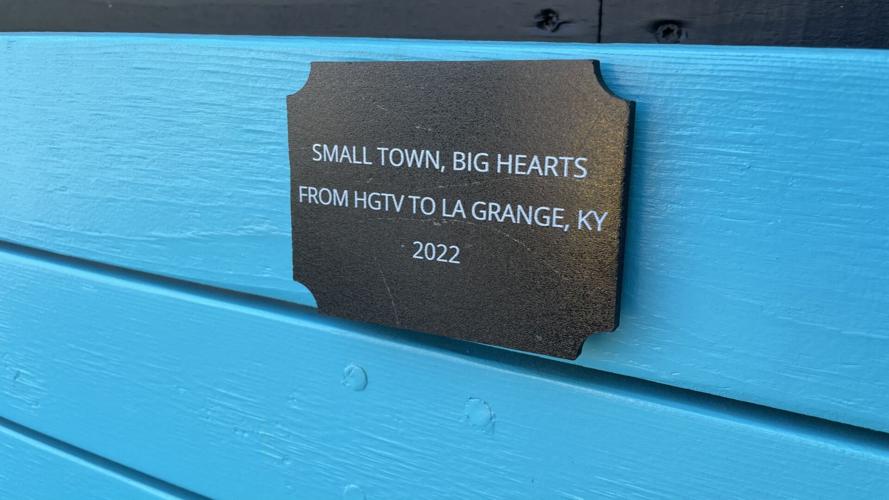 SMALL TOWN, BIG HEARTS
FROM HGTV TO LA GRANGE, KY
2022